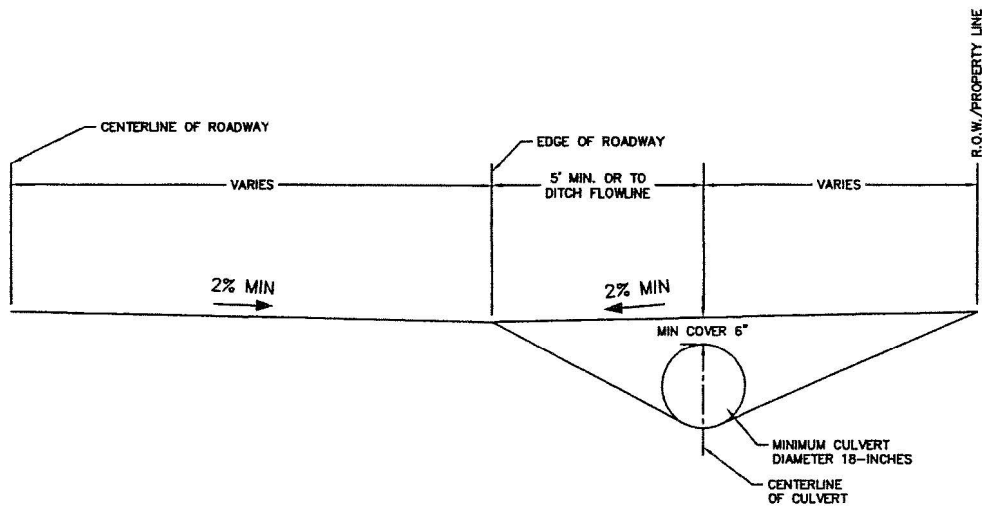 R.O.W./PROPERTY LINE
CENTERLINE OF ROADWAY
EDGE OF ROADWAY
VARIES
5' MIN. OR TO
DITCH FLOWLINE
VARIES
2% MIN
2% MIN
MIN COVER 6"
MINIMUM CULVERT
DIAMETER 18-INCHES
CENTERLINE
OF CULVERT